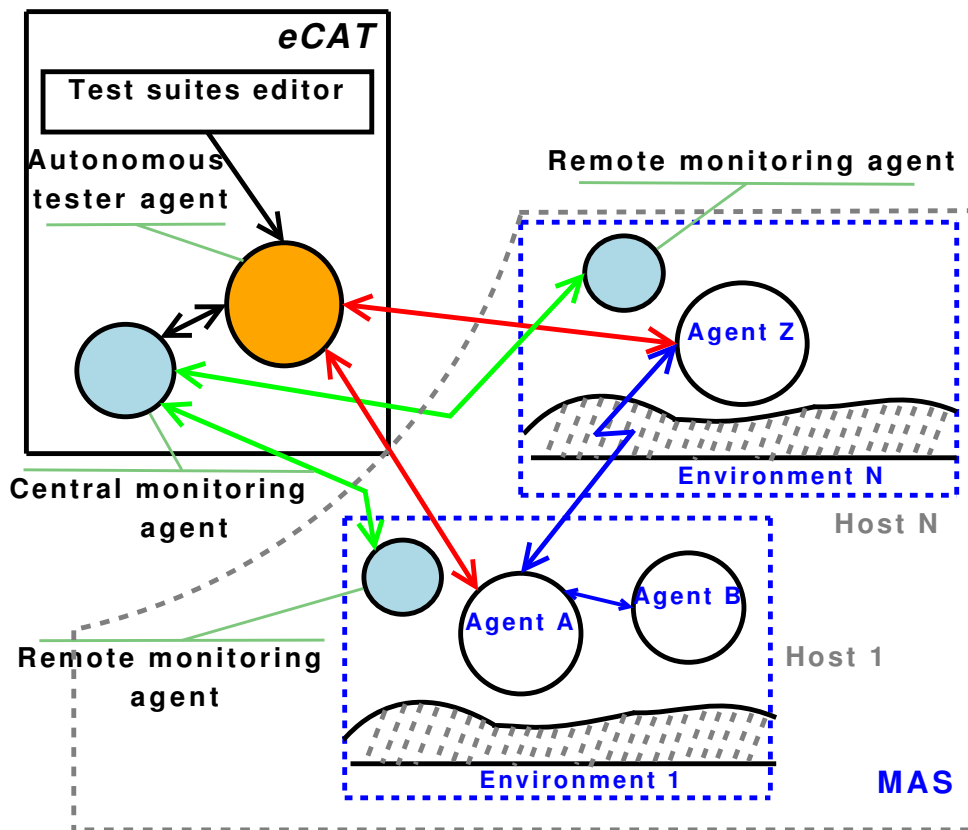 eCAT
Test suites editor
Autonomous
tester agent
Remote monitoring agent
Agent Z
Central monitoring
agent
Environment N
Host N
Agent A
Agent B
Remote monitoring
agent
Host 1
Environment 1
MAS